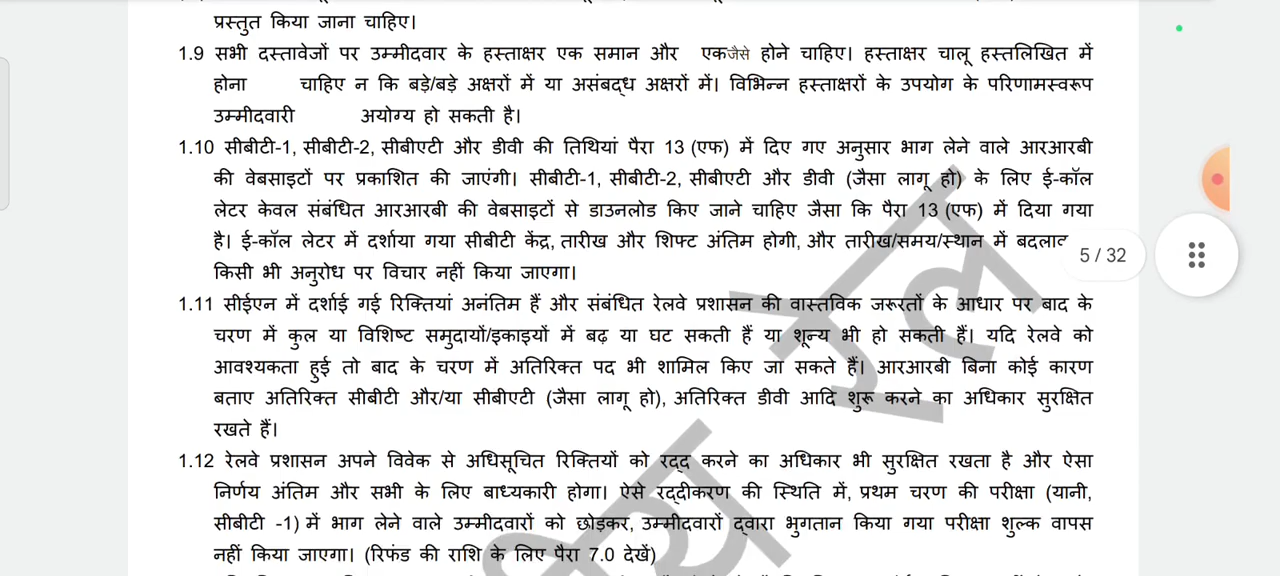 प्रस्तुत किया जाना चाहिए।
1.9 सभी दस्तावेजों पर उम्मीदवार के हस्ताक्षर एक समान और एकजैसे होने चाहिए। हस्ताक्षर चालू हस्तलिखित में
होना चाहिए न कि बड़े/बड़े अक्षरों में या असंबद्ध अक्षरों में। विभिन्न हस्ताक्षरों के उपयोग के परिणामस्वरूप
उम्मीदवारी अयोग्य हो सकती है।
1.10 सीबीटी-1, सीबीटी-2, सीबीएटी और डीवी की तिथियां पैरा 13 (एफ) में दिए गए अनुसार भाग लेने वाले आरआरबी
की वेबसाइटों पर प्रकाशित की जाएंगी। सीबीटी-1, सीबीटी-2, सीबीएटी और डीवी (जैसा लागू हो) के लिए ई-कॉल
लेटर केवल संबंधित आरआरबी की वेबसाइटों से डाउनलोड किए जाने चाहिए जैसा कि पैरा 13 (एफ) में दिया गया
है। ई-कॉल लेटर में दर्शाया गया सीबीटी केंद्र, तारीख और शिफ्ट अंतिम होगी, और तारीख/समय/स्थान में
5 / 32
किसी भी अनुरोध पर विचार नहीं किया जाएगा।
1.11 सीईएन में दर्शाई गई रिक्तियां अनंतिम हैं और संबंधित रेलवे प्रशासन की वास्तविक जरूरतों के आधार पर बाद के
चरण में कुल या विशिष्ट समुदायों/इकाइयों में बढ़ या घट सकती हैं या शून्य भी हो सकती हैं। यदि रेलवे को
आवश्यकता हुई तो बाद के चरण में अतिरिक्त पद भी शामिल किए जा सकते हैं। आरआरबी बिना कोई कारण
बताए अतिरिक्त सीबीटी और/या सीबीएटी (जैसा लागू हो), अतिरिक्त डीवी आदि शुरू करने का अधिकार सुरक्षित
रखते हैं।
1.12 रेलवे प्रशासन अपने विवेक से अधिसूचित रिक्तियों को रद्द करने का अधिकार भी सुरक्षित रखता है और ऐसा
निर्णय अंतिम और सभी के लिए बाध्यकारी होगा। ऐसे रद्दीकरण की स्थिति में, प्रथम चरण की परीक्षा (यानी,
सीबीटी -1) में भाग लेने वाले उम्मीदवारों को छोड़कर, उम्मीदवारों द्वारा भुगतान किया गया परीक्षा शुल्क वापस
नहीं किया जाएगा। (रिफंड की राशि के लिए पैरा 7.0 देखें)